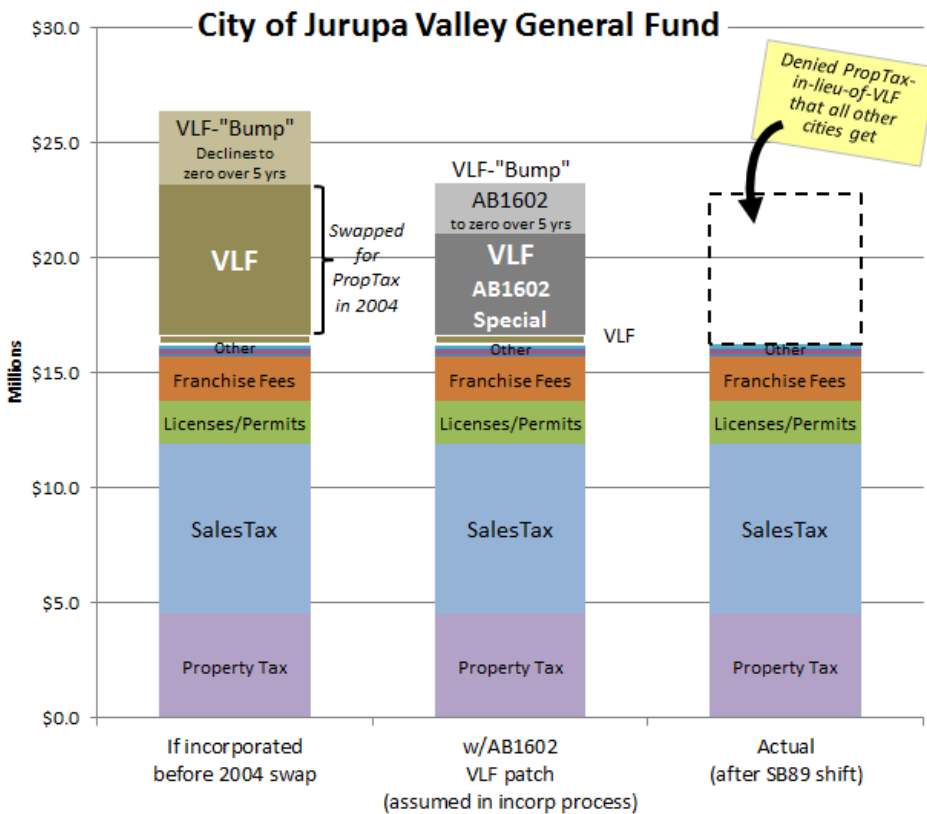 City of Jurupa Valley General Fund
$30.0
$25.0
$20.0
$15.0
$10.0
$5.0
$0.0
Millions
VLF-"Bump"
Declines to
zero over 5 yrs
VLF
Swapped
for
PropTax
in 2004
Other
Franchise Fees
Licenses/Permits
SalesTax
Property Tax
VLF-"Bump"
AB1602
to zero over 5 yrs
VLF
AB1602
Special
VLF
Other
Franchise Fees
Licenses/Permits
SalesTax
Property Tax
Denied PropTax-
in-lieu-of-VLF
that all other
cities get
Other
Franchise Fees
Licenses/Permits
SalesTax
Property Tax
If incorporated
before 2004 swap
w/AB1602
VLF patch
(assumed in incorp process)
Actual
(after SB89 shift)